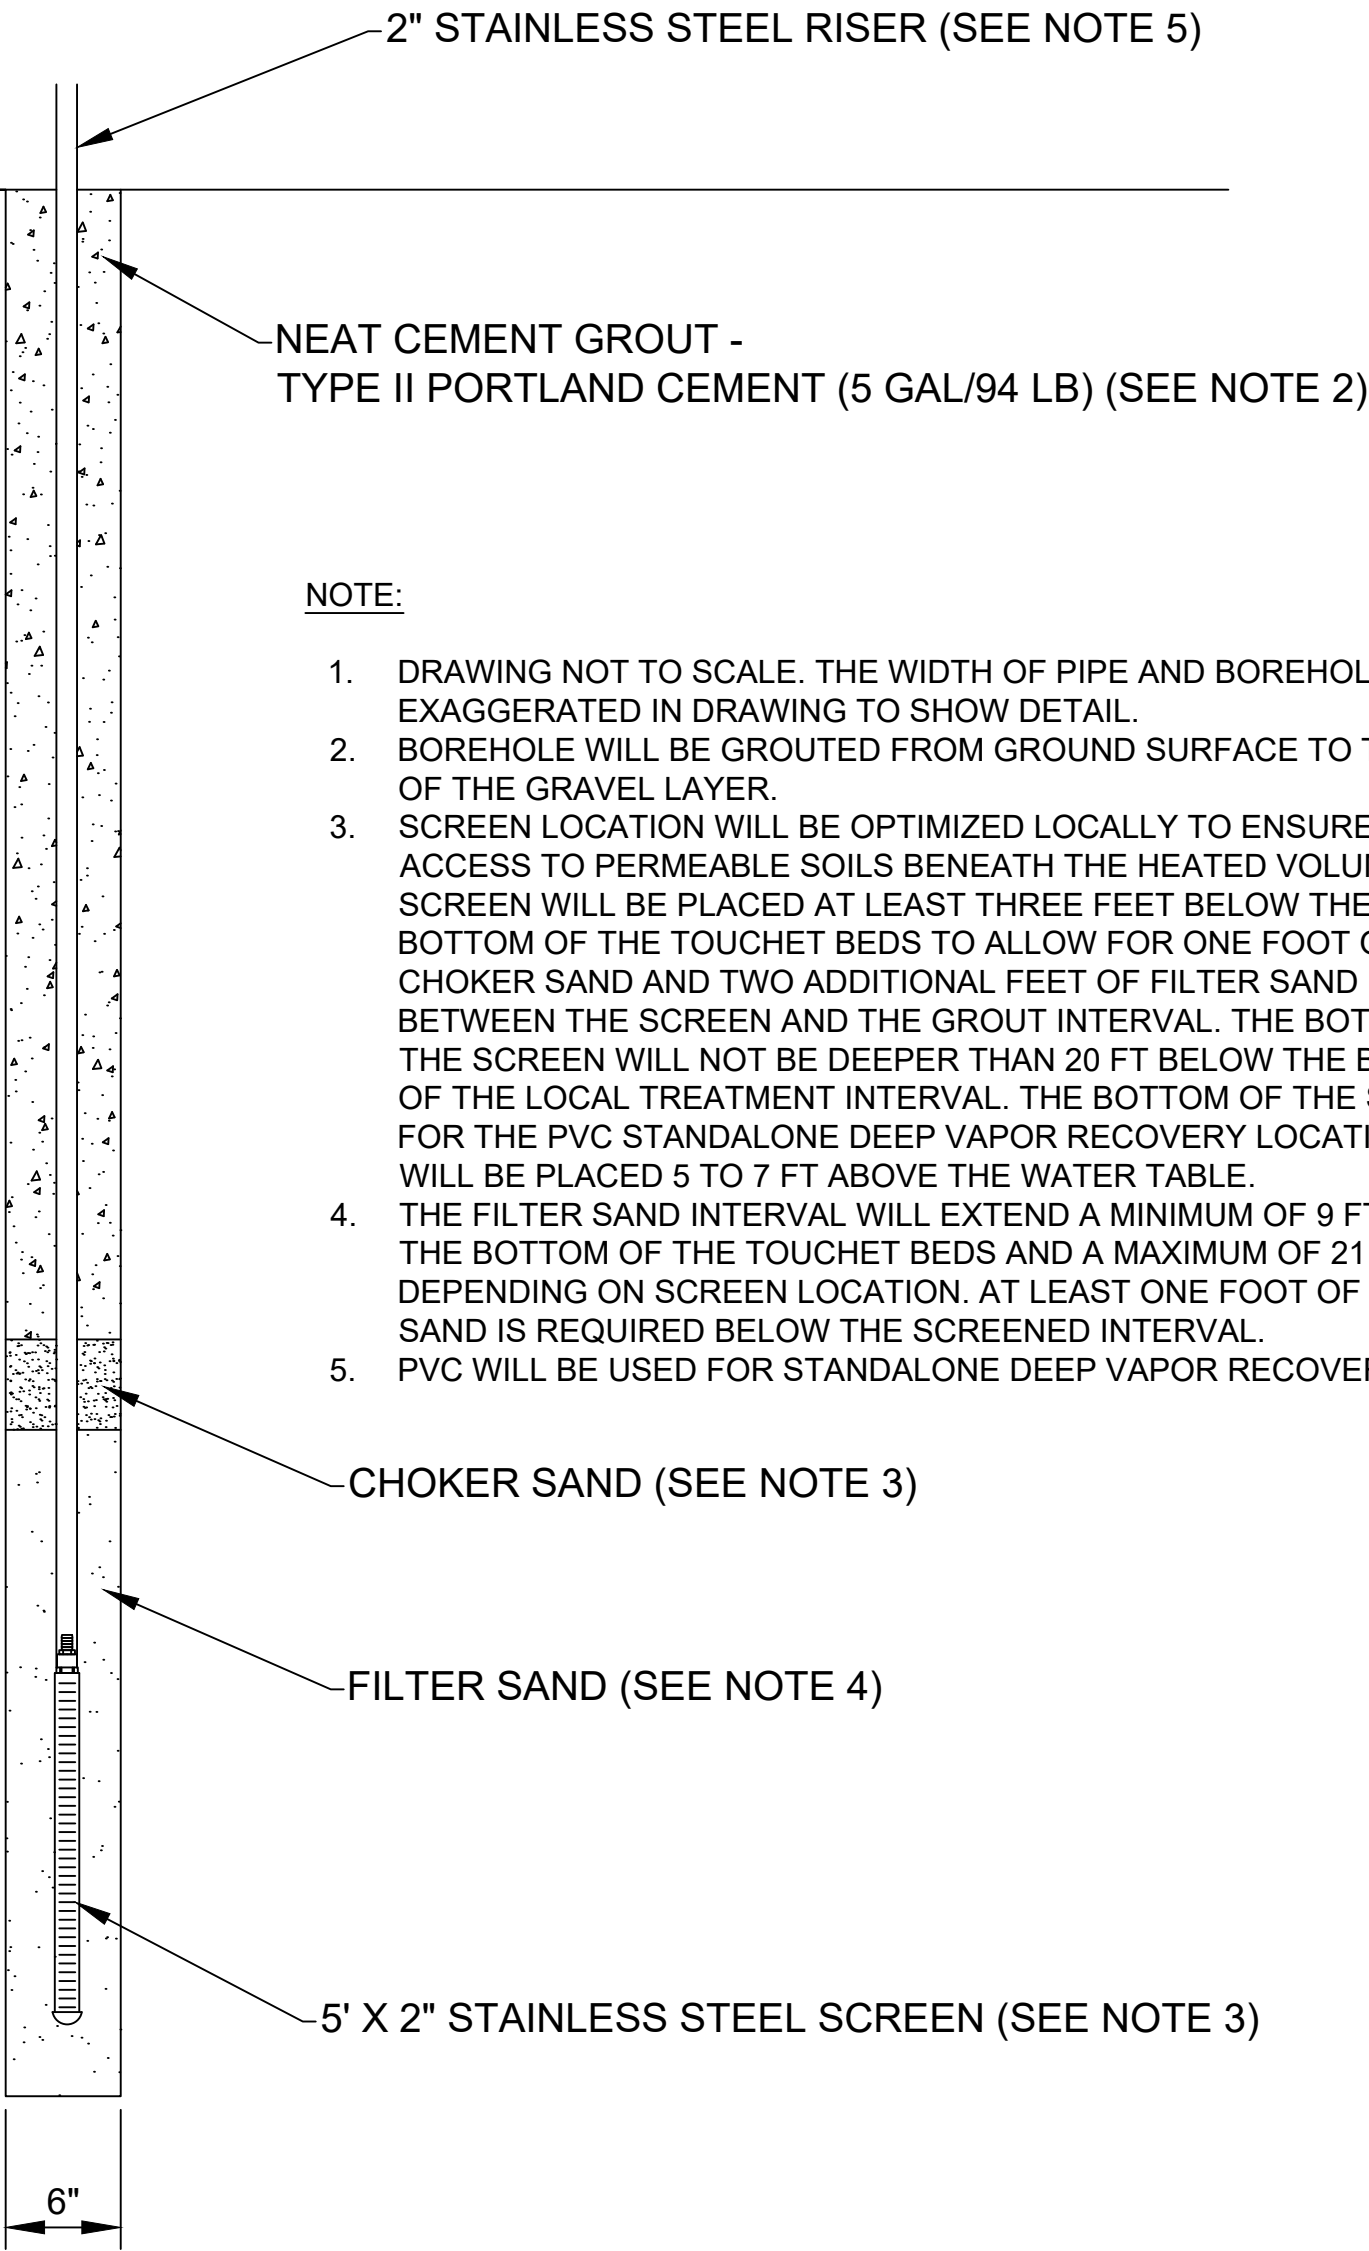 2" STAINLESS STEEL RISER (SEE NOTE 5)
NEAT CEMENT GROUT -
TYPE II PORTLAND CEMENT (5 GAL/94 LB) (SEE NOTE 2)
NOTE:
1. DRAWING NOT TO SCALE. THE WIDTH OF PIPE AND
EXAGGERATED IN DRAWING TO SHOW DETAIL.
2. BOREHOLE WILL BE GROUTED FROM GROUND SURFACE TO
OF THE GRAVEL LAYER.
3. SCREEN LOCATION WILL BE OPTIMIZED LOCALLY TO ENSURE
ACCESS TO PERMEABLE SOILS BENEATH THE HEATED
SCREEN WILL BE PLACED AT LEAST THREE FEET BELOW THE
BOTTOM OF THE TOUCHET BEDS TO ALLOW FOR ONE FOOT
CHOKER SAND AND TWO ADDITIONAL FEET OF FILTER SAND
BETWEEN THE SCREEN AND THE GROUT INTERVAL. THE
THE SCREEN WILL NOT BE DEEPER THAN 20 FT BELOW THE
OF THE LOCAL TREATMENT INTERVAL. THE BOTTOM OF THE
FOR THE PVC STANDALONE DEEP VAPOR RECOVERY
WILL BE PLACED 5 TO 7 FT ABOVE THE WATER TABLE.
4. THE FILTER SAND INTERVAL WILL EXTEND A MINIMUM OF 9 FT
THE BOTTOM OF THE TOUCHET BEDS AND A MAXIMUM OF 21
DEPENDING ON SCREEN LOCATION. AT LEAST ONE FOOT OF
SAND IS REQUIRED BELOW THE SCREENED INTERVAL.
5. PVC WILL BE USED FOR STANDALONE DEEP VAPOR
CHOKER SAND (SEE NOTE 3)
FILTER SAND (SEE NOTE 4)
5' X 2" STAINLESS STEEL SCREEN (SEE NOTE 3)
6"